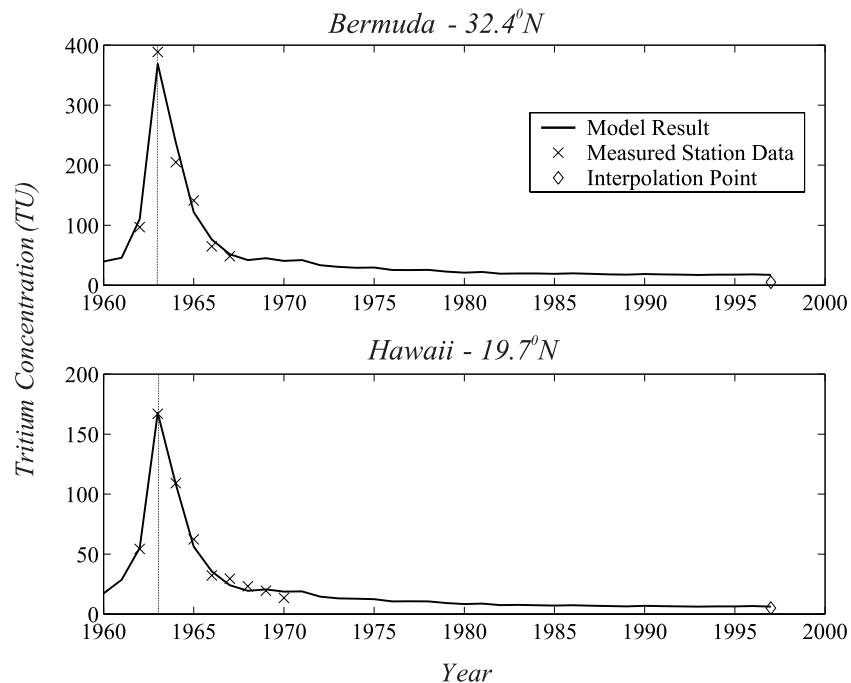 Bermuda - 32.4⁰N
400
300
200
100
0
1960 1965 1970 1975 1980 1985 1990 1995 2000
Model Result
Measured Station Data
Interpolation Point
Tritium Concentration (TU)
Hawaii - 19.7⁰N
200
150
100
50
0
1960 1965 1970 1975 1980 1985 1990 1995 2000
Year